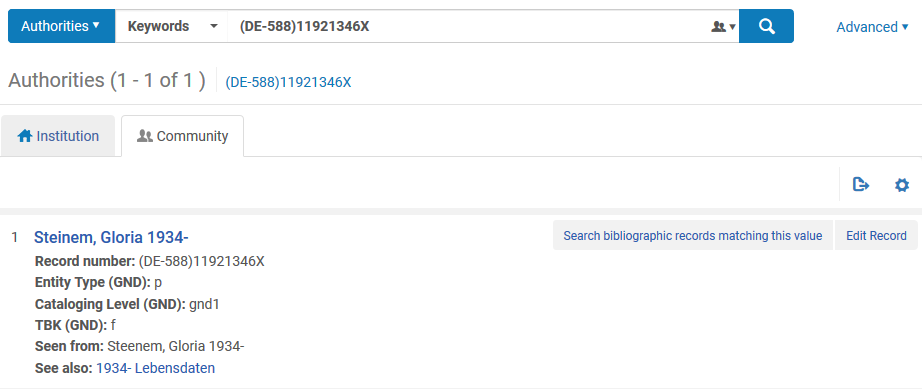 Authorities Keywords (DE-588)11921346X Advanced
Authorities (1 - 1 of 1 ) (DE-588)11921346X
Institution Community
1 Steinem, Gloria 1934- Search bibliographic records matching this value Edit Record
Record number: (DE-588)11921346X
Entity Type (GND): p
Cataloging Level (GND): gnd1
TBK (GND): f
Seen from: Steenem, Gloria 1934-
See also: 1934- Lebensdaten